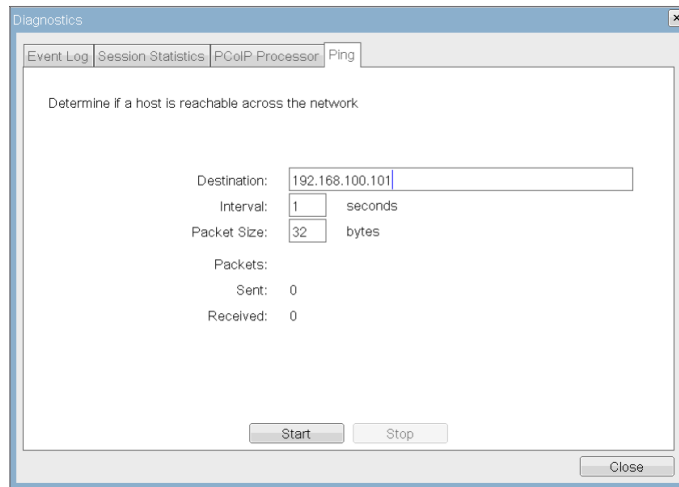 Diagnostics
Event Log Session Statistics PCoIP Processor Ping
Determine if a host is reachable across the network
Destination: 192.168.100.101
Interval: 1 seconds
Packet Size: 32 bytes
Packets:
Sent: 0
Received: 0
Start Stop
Close